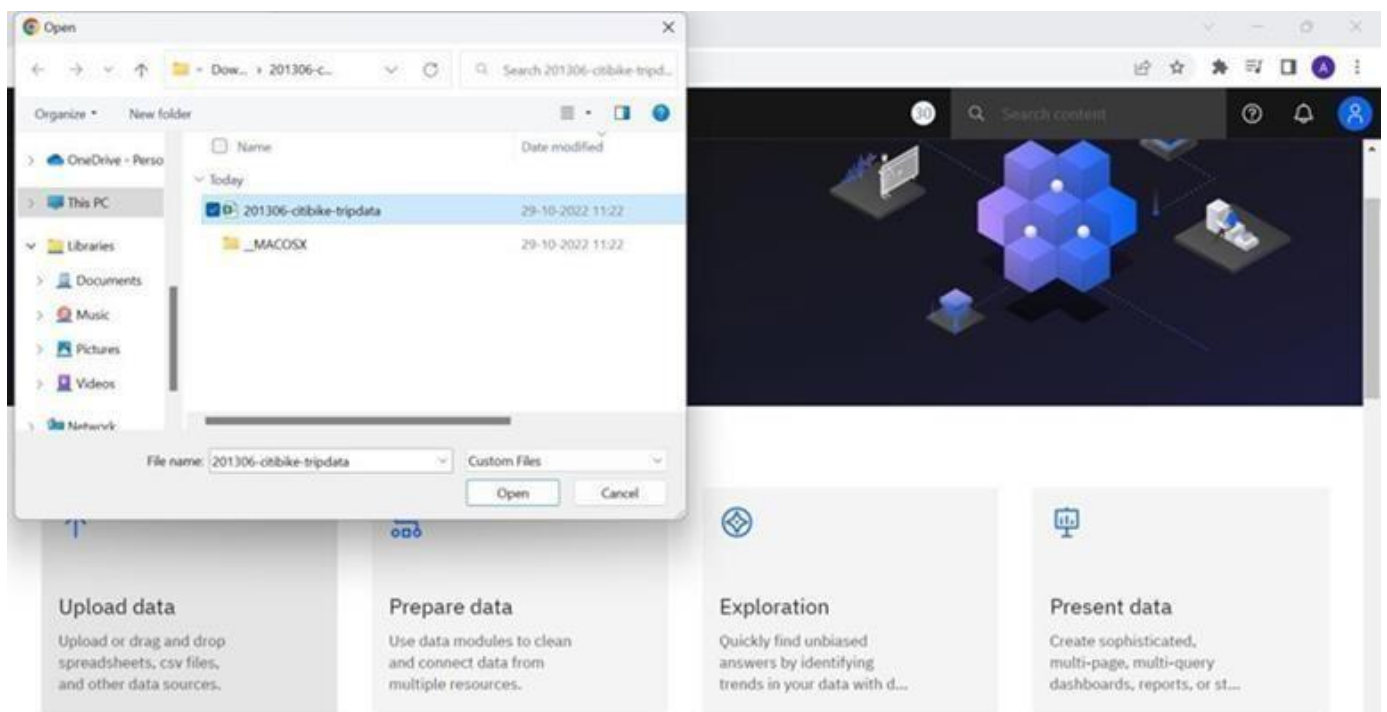 Open
Dow... › 201306-c...
Search 201306-citibike-tripd...
Organize
New folder
Name
Date modified
OneDrive - Perso
Today
This PC
201306-citibike-tripdata
29-10-2022 11:22
Libraries
__MACOSX
29-10-2022 11:22
Documents
Music
Pictures
Videos
Network
File name:
201306-citibike-tripdata
Custom Files
Open
Cancel
A
30
Search content
Upload data
Upload or drag and drop
spreadsheets, csv files,
and other data sources.
Prepare data
Use data modules to clean
and connect data from
multiple resources.
Exploration
Quickly find unbiased
answers by identifying
trends in your data with d...
Present data
Create sophisticated,
multi-page, multi-query
dashboards, reports, or st...